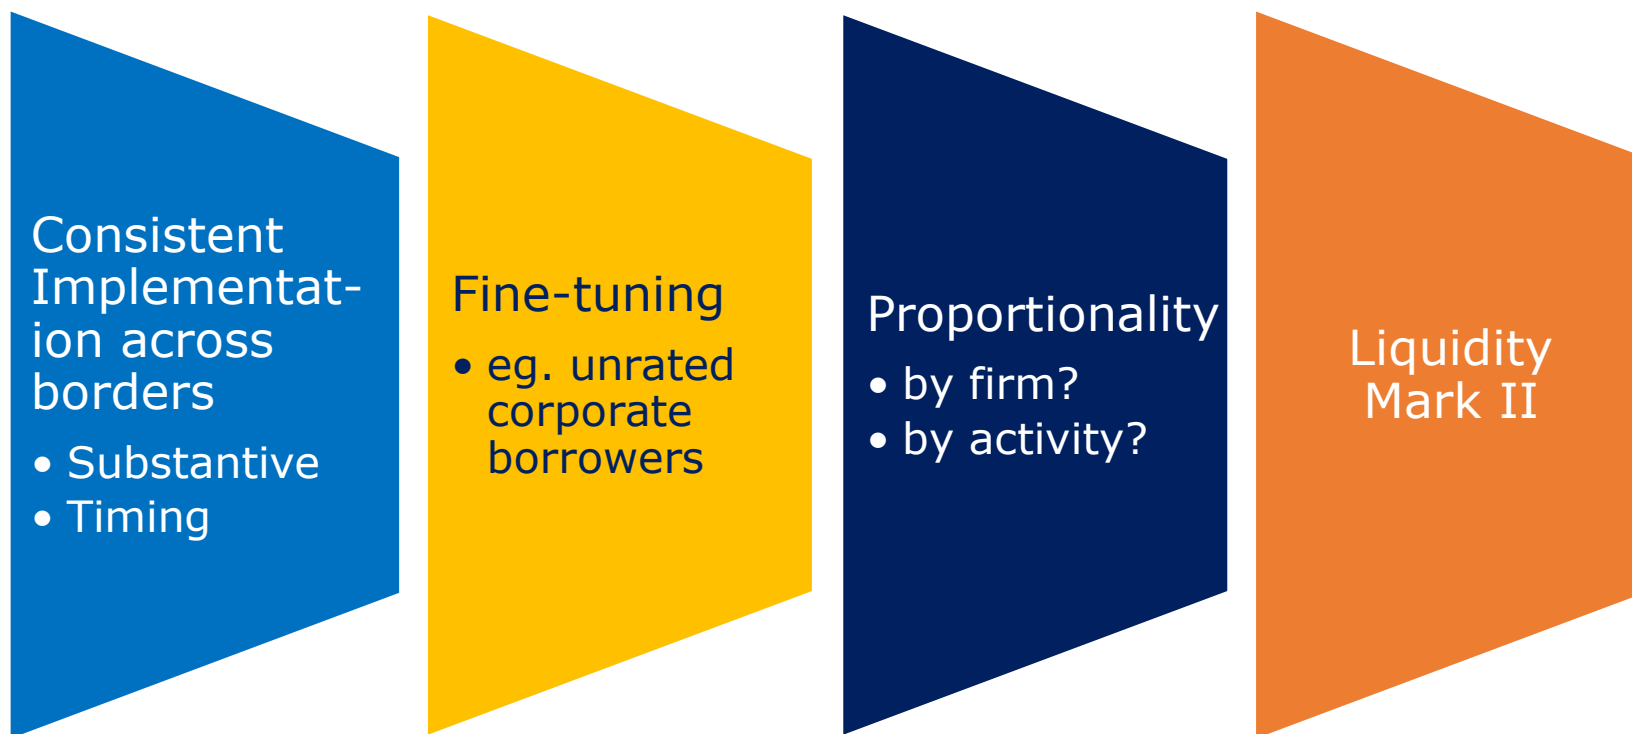 Consistent
Implementat-
ion across
borders
• Substantive
• Timing
Fine-tuning
• eg. unrated
corporate
borrowers
Proportionality
• by firm?
• by activity?
Liquidity
Mark II